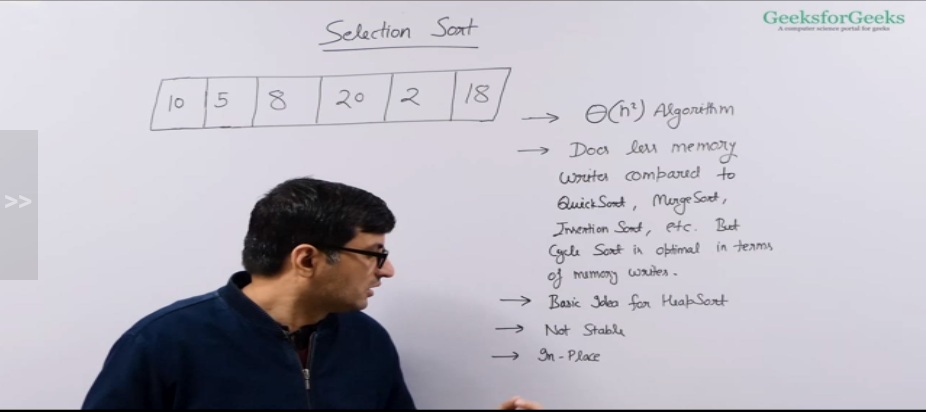 GeeksforGeeks
A computer science portal for geeks
Selection Sort
10 5 8 20 2 18
→ Θ(n²) Algorithm
→ Does less memory
writes compared to
QuickSort, MergeSort,
Insertion Sort, etc. But
Cycle Sort is optimal in terms
of memory writes.
→ Basic Idea for HeapSort
→ Not Stable
→ In-Place
>>